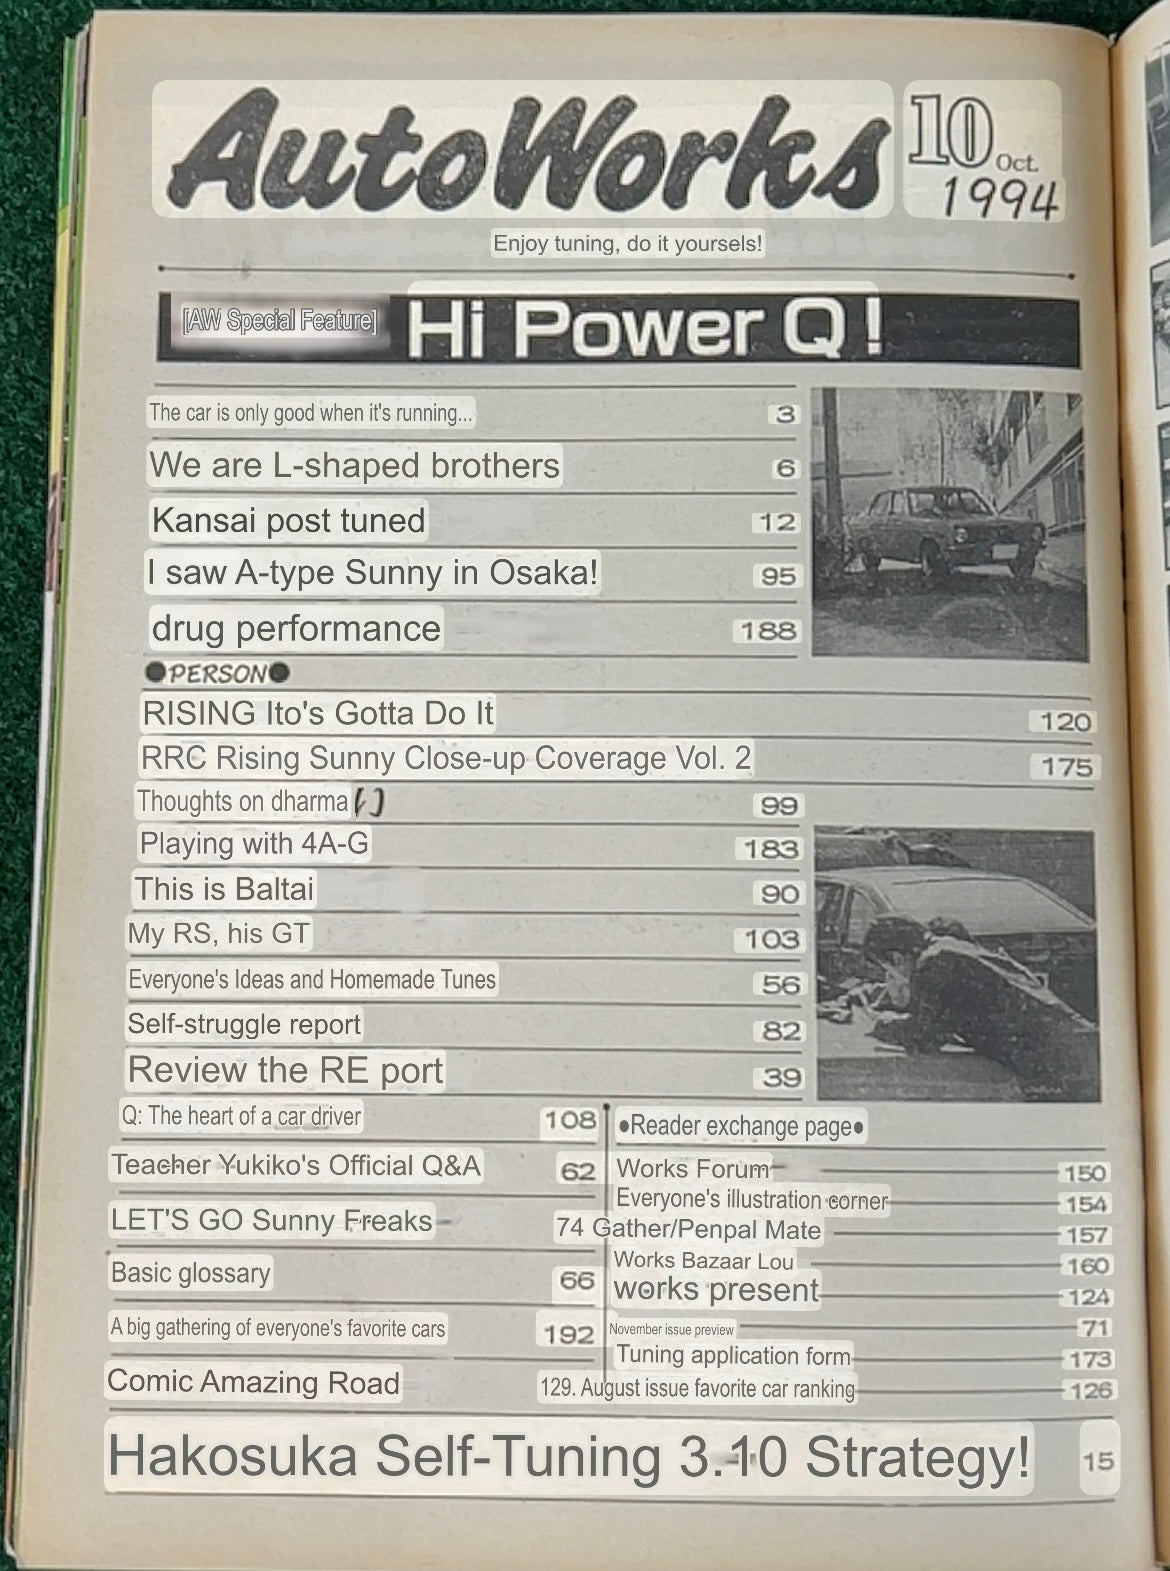 AutoWorks
10 Oct. 1994
Enjoy tuning, do it yoursels!
[AW Special Feature] Hi Power Q!
The car is only good when it's running... 3
We are L-shaped brothers 6
Kansai post tuned 12
I saw A-type Sunny in Osaka! 95
drug performance 188
●PERSON●
RISING Ito's Gotta Do It 120
RRC Rising Sunny Close-up Coverage Vol. 2 175
Thoughts on dharma 99
Playing with 4A-G 183
This is Baltai 90
My RS, his GT 103
Everyone's Ideas and Homemade Tunes 56
Self-struggle report 82
Review the RE port 39
Q: The heart of a car driver 108
Teacher Yukiko's Official Q&A 62
LET'S GO Sunny Freaks 74
Basic glossary 66
A big gathering of everyone's favorite cars 192
Comic Amazing Road 129.
●Reader exchange page●
Works Forum 150
Everyone's illustration corner 154
Gather/Penpal Mate 157
Works Bazaar Lou 160
works present 124
November issue preview 71
Tuning application form 173
August issue favorite car ranking 126
Hakosuka Self-Tuning 3.10 Strategy! 15